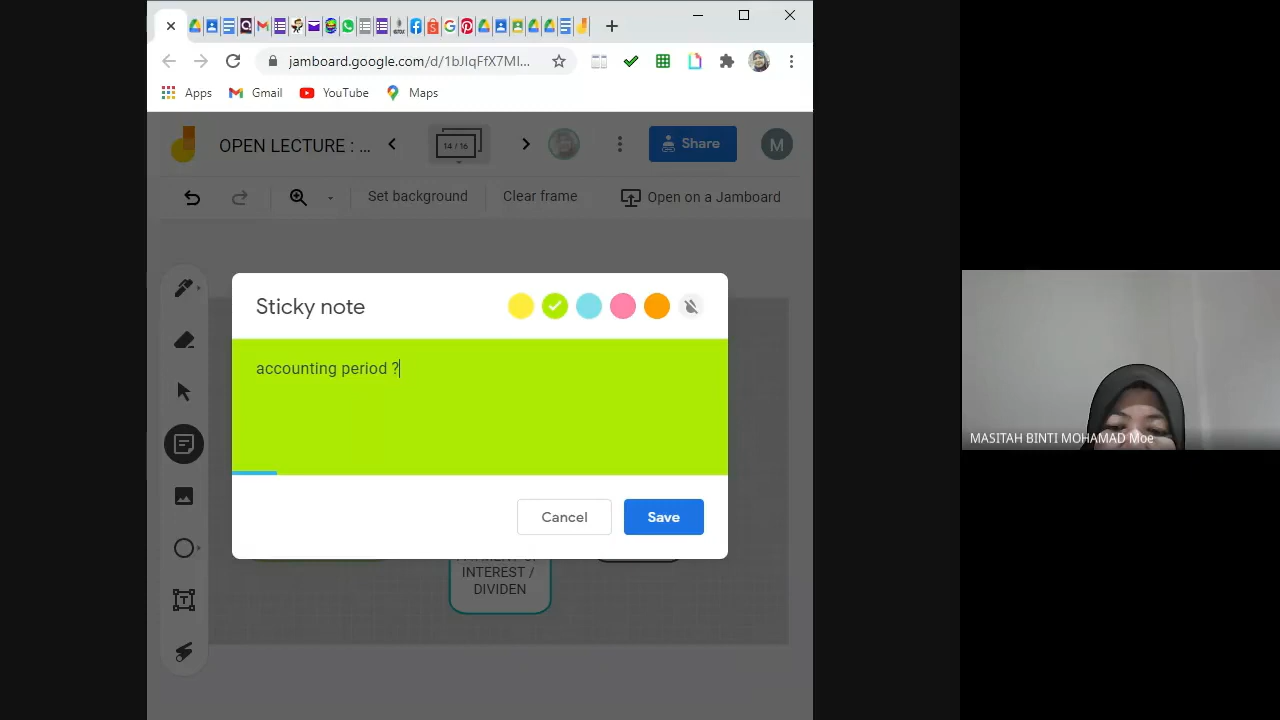 jamboard.google.com/d/1bJIqFfX7MI...
Apps
Gmail
YouTube
Maps
OPEN LECTURE : ...
14 / 16
Share
M
Set background
Clear frame
Open on a Jamboard
Sticky note
accounting period ?
Cancel
Save
INTEREST /
DIVIDEN
MASITAH BINTI MOHAMAD Moe